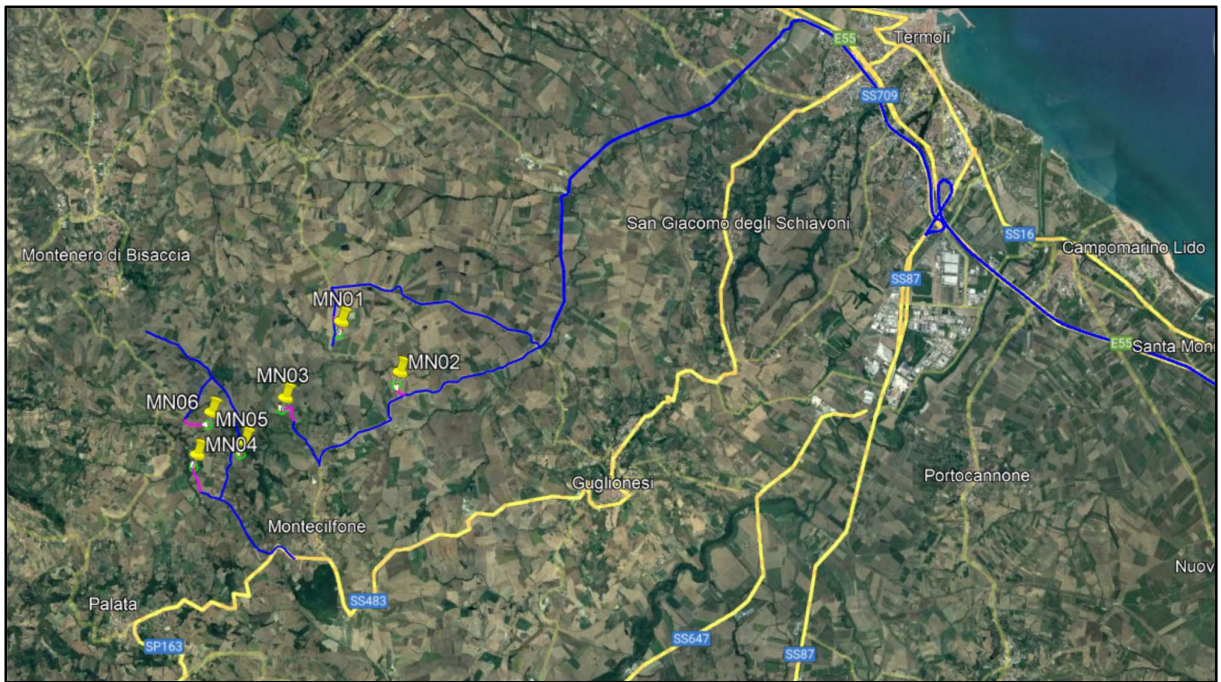 Termoli
E55
SS709
San Giacomo degli Schiavoni
SS16
Campomarino Lido
Montenero di Bisaccia
SS87
MN01
E55
Santa Moni
MN02
MN03
MN06
MN05
MN04
Portocannone
Guglionesi
Montecilfone
Nuov
Palata
SS483
SP163
SS647
SS87